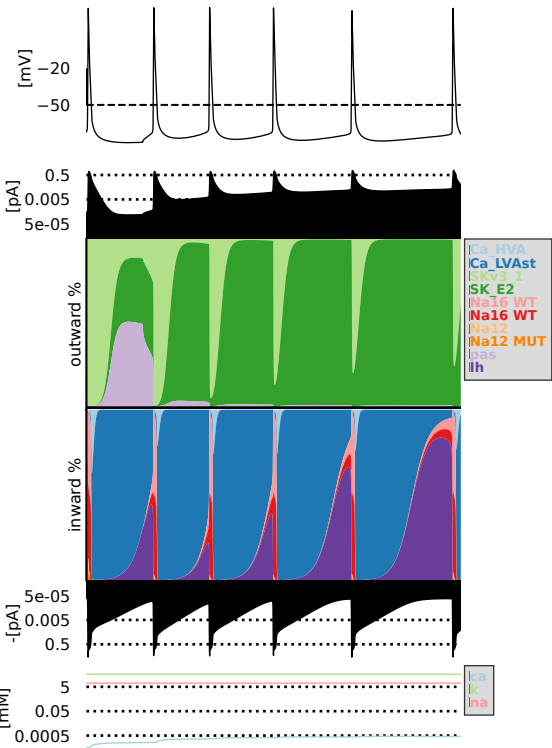 [mV]
−20
−50
[pA]
0.5
0.005
5e-05
outward %
Ca_HVA
Ca_LVAst
SKv3_1
SK_E2
Na16 WT
Na16 WT
Na12
Na12 MUT
pas
Ih
inward %
-[pA]
5e-05
0.005
0.5
[mM]
5
0.05
0.0005
ca
k
na